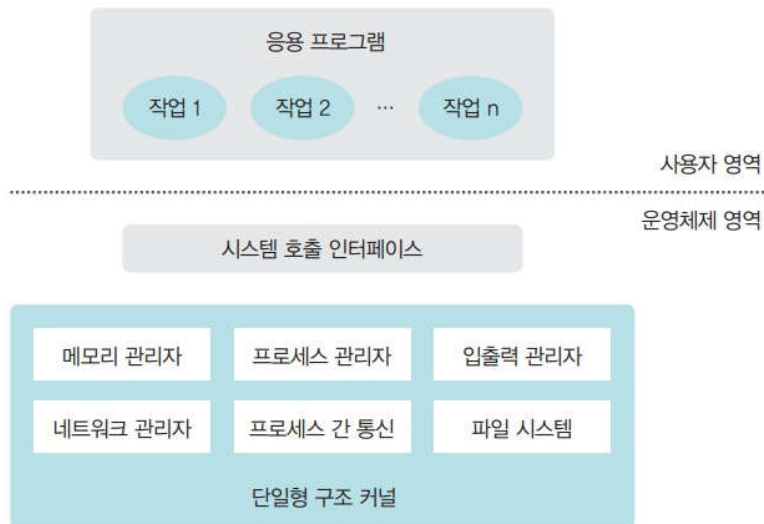 응용 프로그램
작업 1 작업 2 … 작업 n
사용자 영역
운영체제 영역
시스템 호출 인터페이스
메모리 관리자 프로세스 관리자 입출력 관리자
네트워크 관리자 프로세스 간 통신 파일 시스템
단일형 구조 커널